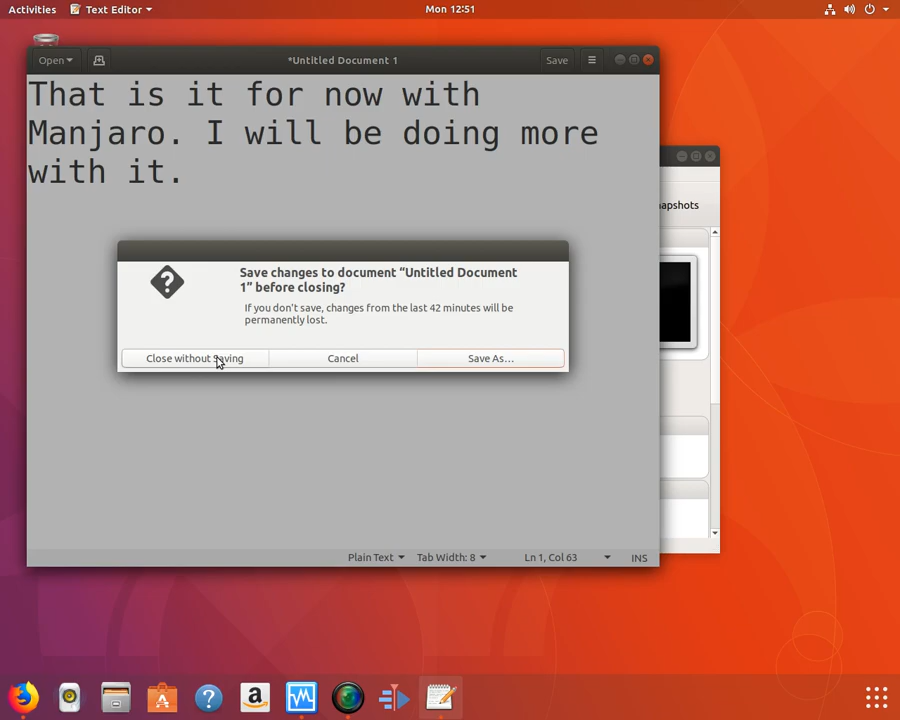 Activities
Text Editor
Mon 12:51
Open
*Untitled Document 1
Save
That is it for now with
Manjaro. I will be doing more
with it.
apshots
Save changes to document “Untitled Document
1” before closing?
If you don't save, changes from the last 42 minutes will be
permanently lost.
Close without Saving
Cancel
Save As…
Plain Text
Tab Width: 8
Ln 1, Col 63
INS